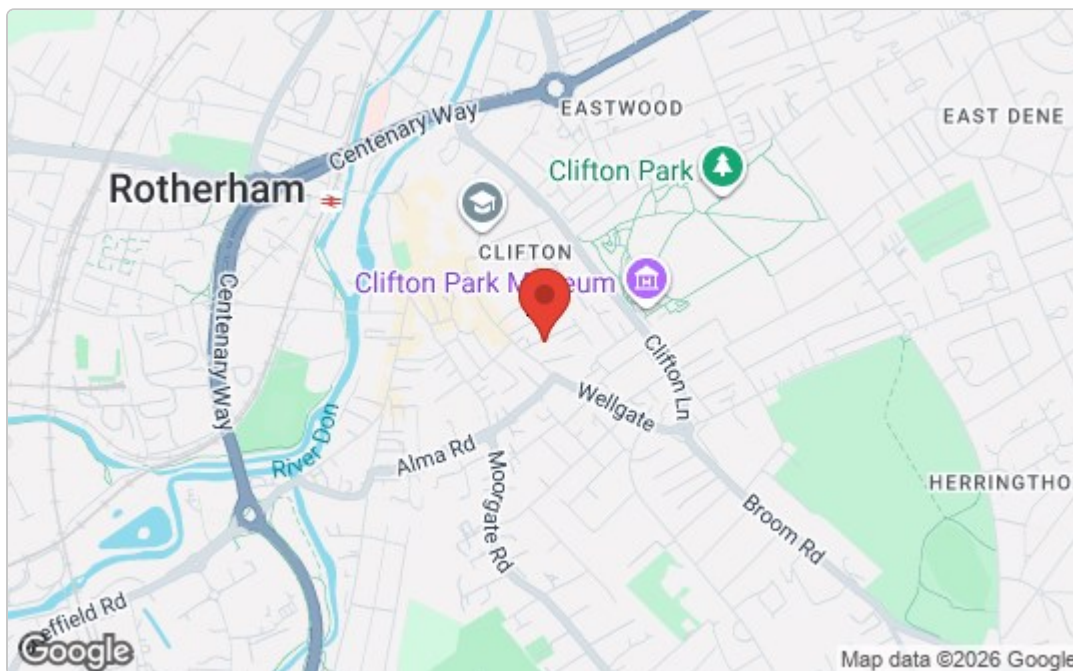 EASTWOOD
EAST DENE
Centenary Way
Clifton Park
Rotherham
CLIFTON
Clifton Park Museum
Centenary Way
Clifton Ln
Wellgate
River Don
Alma Rd
Moorgate Rd
HERRINGTHO
Broom Rd
effield Rd
Google
Map data ©2026 Google